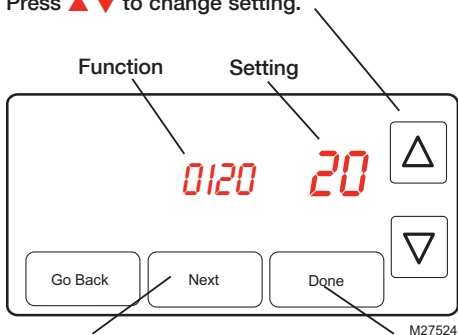 Press ▲ ▼ to change setting.
Function Setting
0120 20
Go Back Next Done
M27524